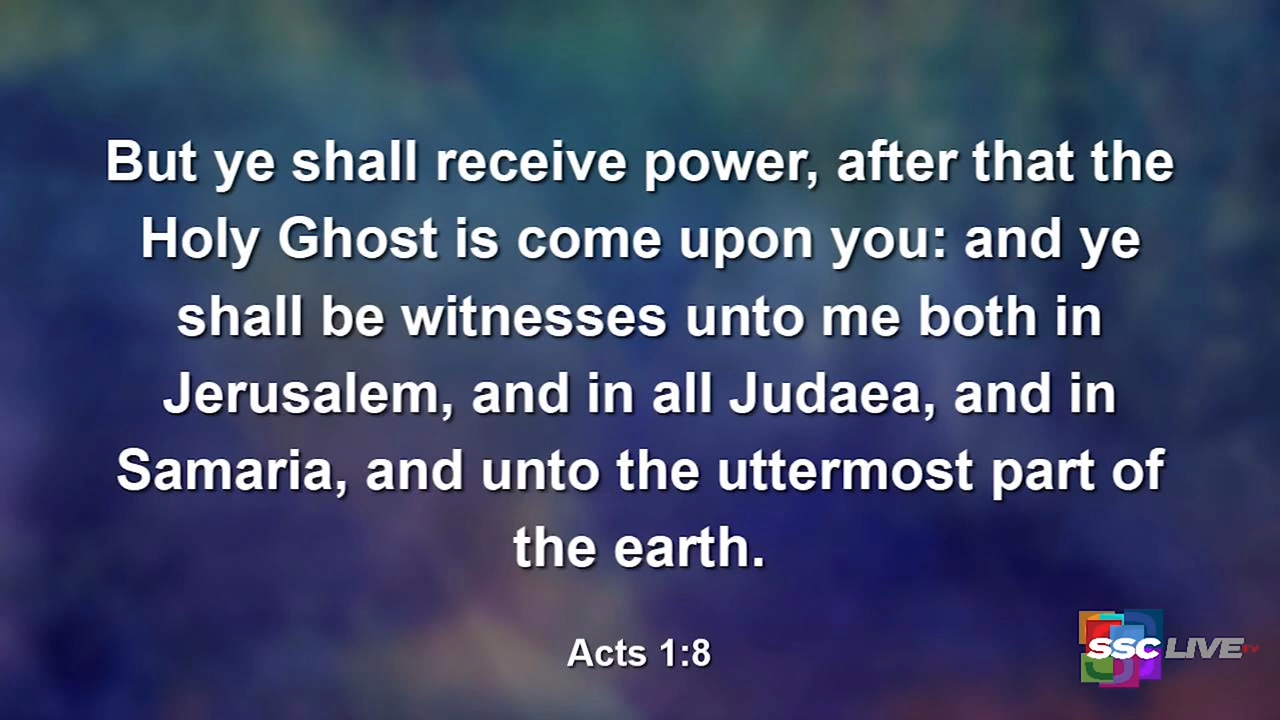 But ye shall receive power, after that the
Holy Ghost is come upon you: and ye
shall be witnesses unto me both in
Jerusalem, and in all Judaea, and in
Samaria, and unto the uttermost part of
the earth.
Acts 1:8
SSC LIVE TV